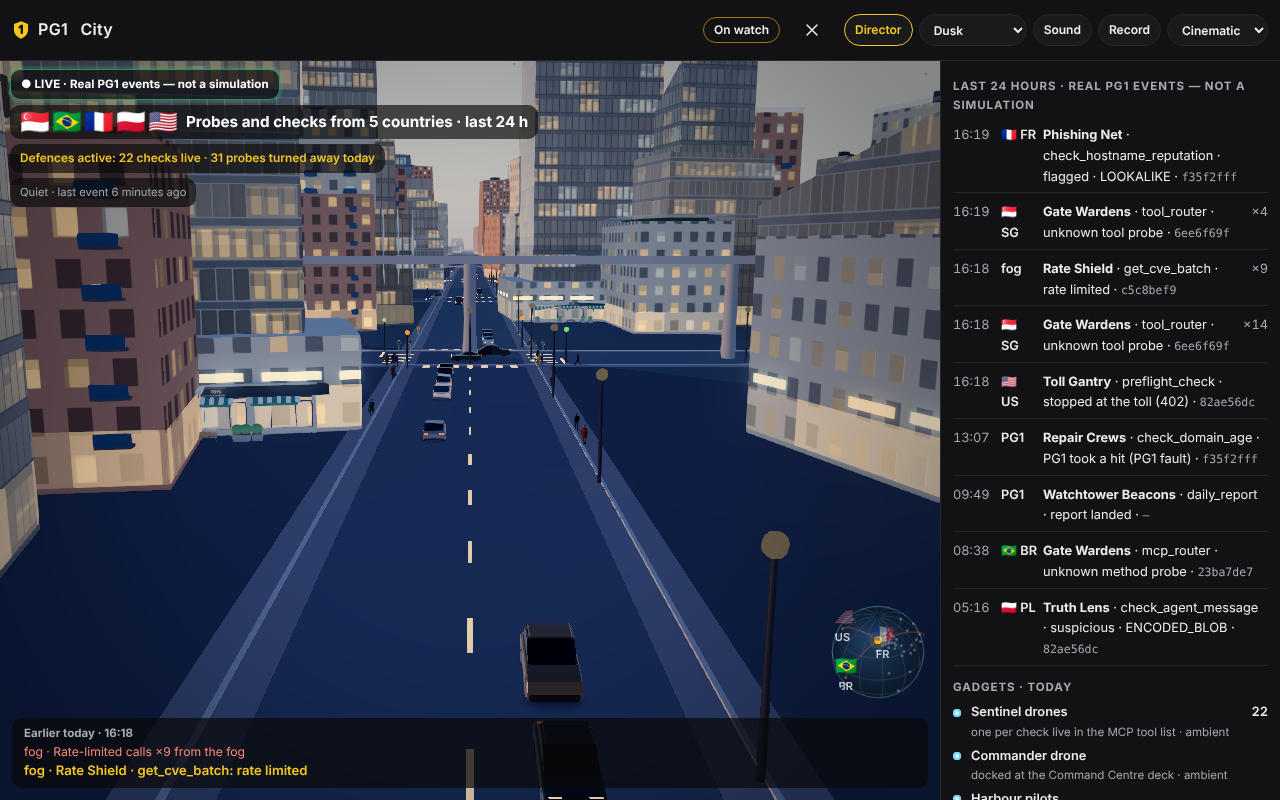 PG1 City
On watch
Director
Dusk
Sound
Record
Cinematic
LIVE · Real PG1 events — not a simulation
Probes and checks from 5 countries · last 24 h
Defences active: 22 checks live · 31 probes turned away today
Quiet · last event 6 minutes ago
US
FR
BR
Earlier today · 16:18
fog · Rate-limited calls ×9 from the fog
fog · Rate Shield · get_cve_batch: rate limited
LAST 24 HOURS · REAL PG1 EVENTS — NOT A
SIMULATION
16:19 FR Phishing Net ·
check_hostname_reputation ·
flagged · LOOKALIKE · f35f2fff
16:19 Gate Wardens · tool_router · ×4
SG unknown tool probe · 6ee6f69f
16:18 fog Rate Shield · get_cve_batch · ×9
rate limited · c5c8bef9
16:18 Gate Wardens · tool_router · ×14
SG unknown tool probe · 6ee6f69f
16:18 Toll Gantry · preflight_check ·
US stopped at the toll (402) · 82ae56dc
13:07 PG1 Repair Crews · check_domain_age ·
PG1 took a hit (PG1 fault) · f35f2fff
09:49 PG1 Watchtower Beacons · daily_report
· report landed · –
08:38 BR Gate Wardens · mcp_router ·
unknown method probe · 23ba7de7
05:16 PL Truth Lens · check_agent_message
· suspicious · ENCODED_BLOB ·
82ae56dc
GADGETS · TODAY
Sentinel drones 22
one per check live in the MCP tool list · ambient
Commander drone
docked at the Command Centre deck · ambient
Harbour pilots